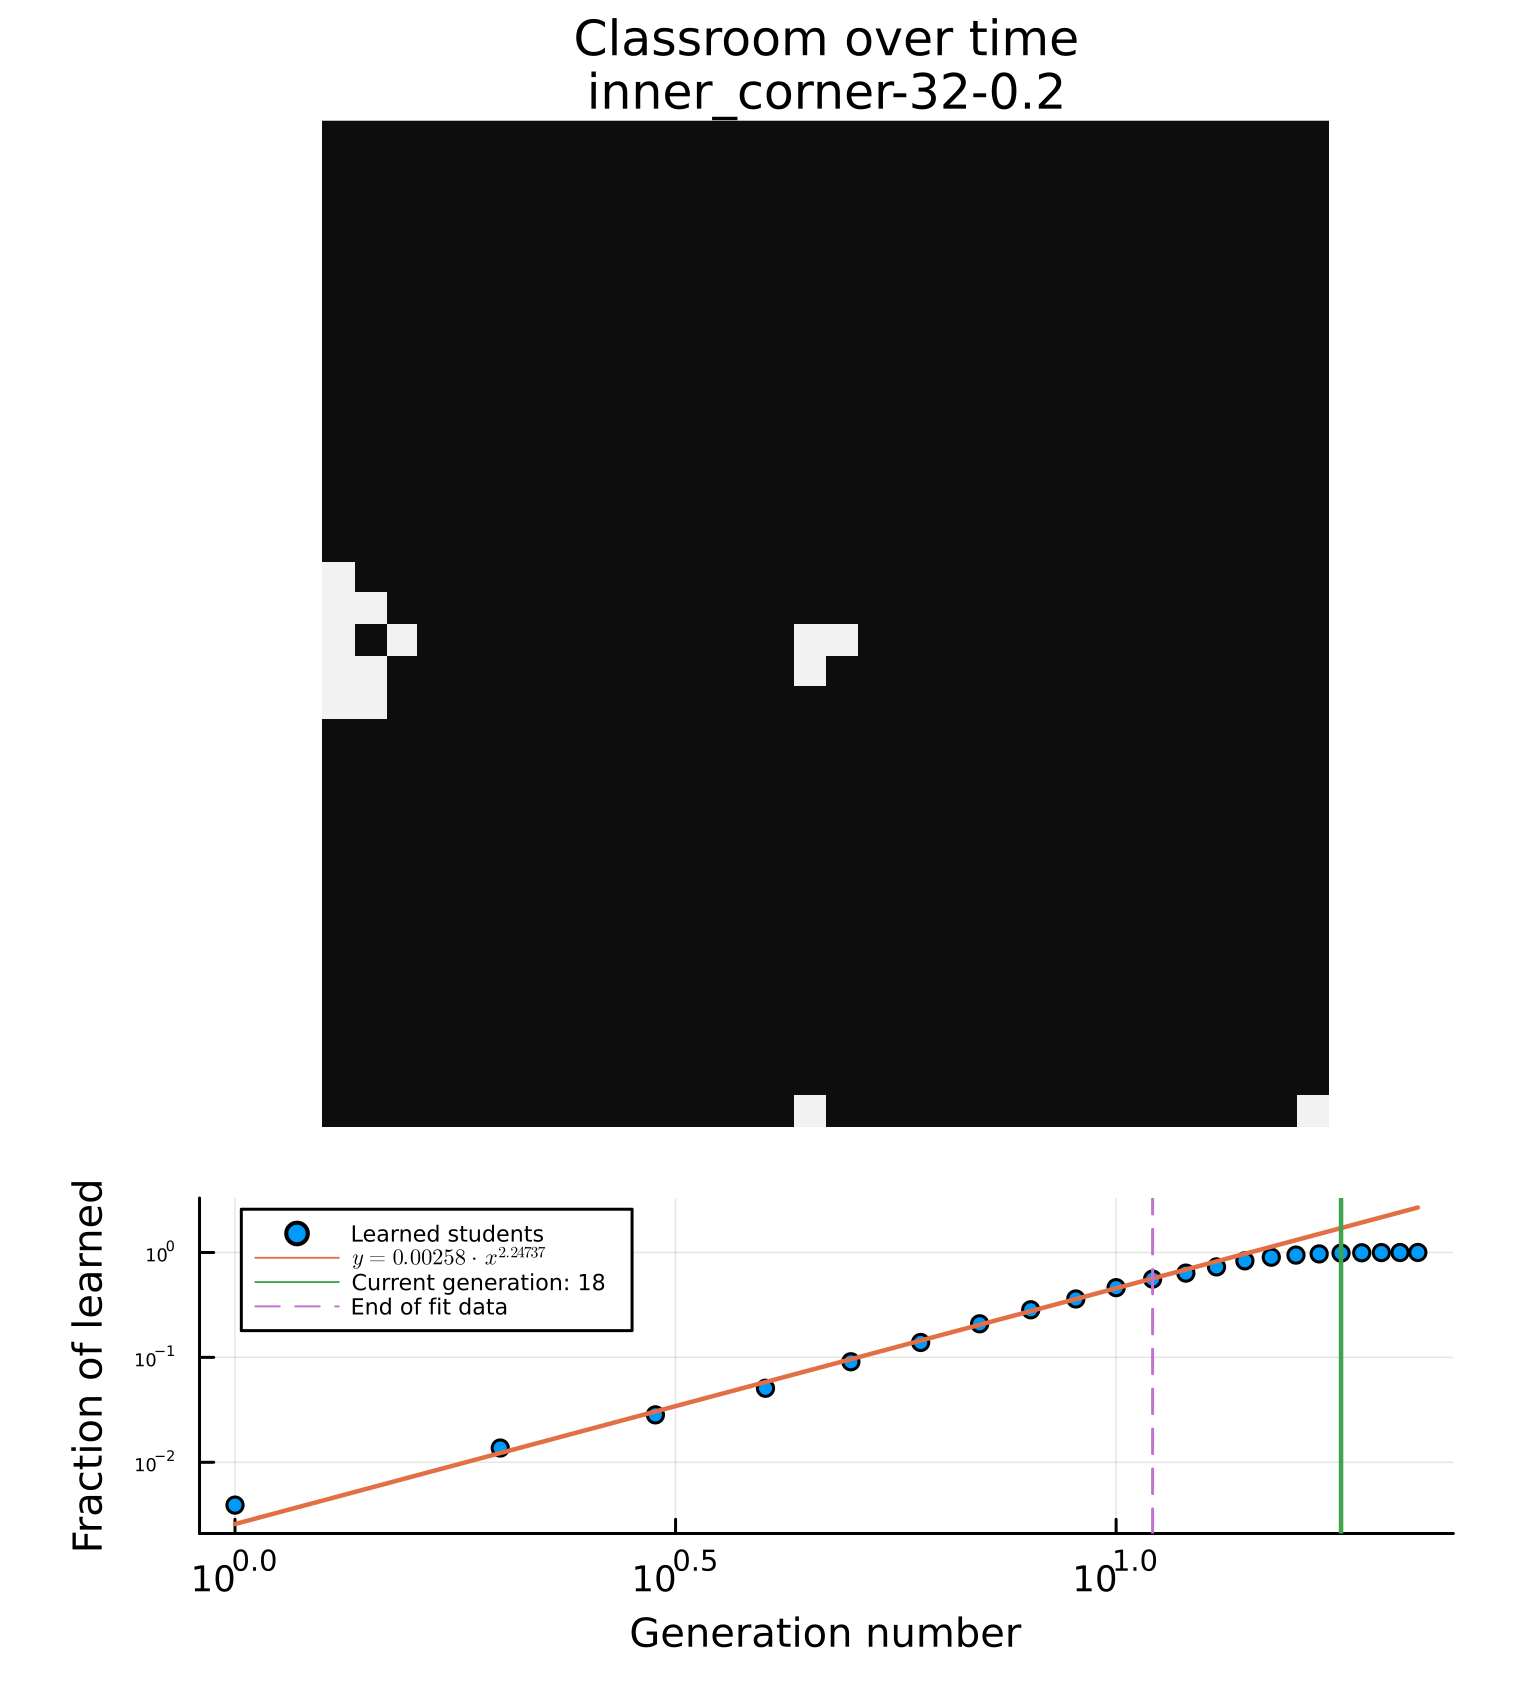 Classroom over time
inner_corner-32-0.2
Fraction of learned
10^0
10^-1
10^-2
Learned students
y = 0.00258 · x^2.24737
Current generation: 18
End of fit data
10^0.0
10^0.5
10^1.0
Generation number